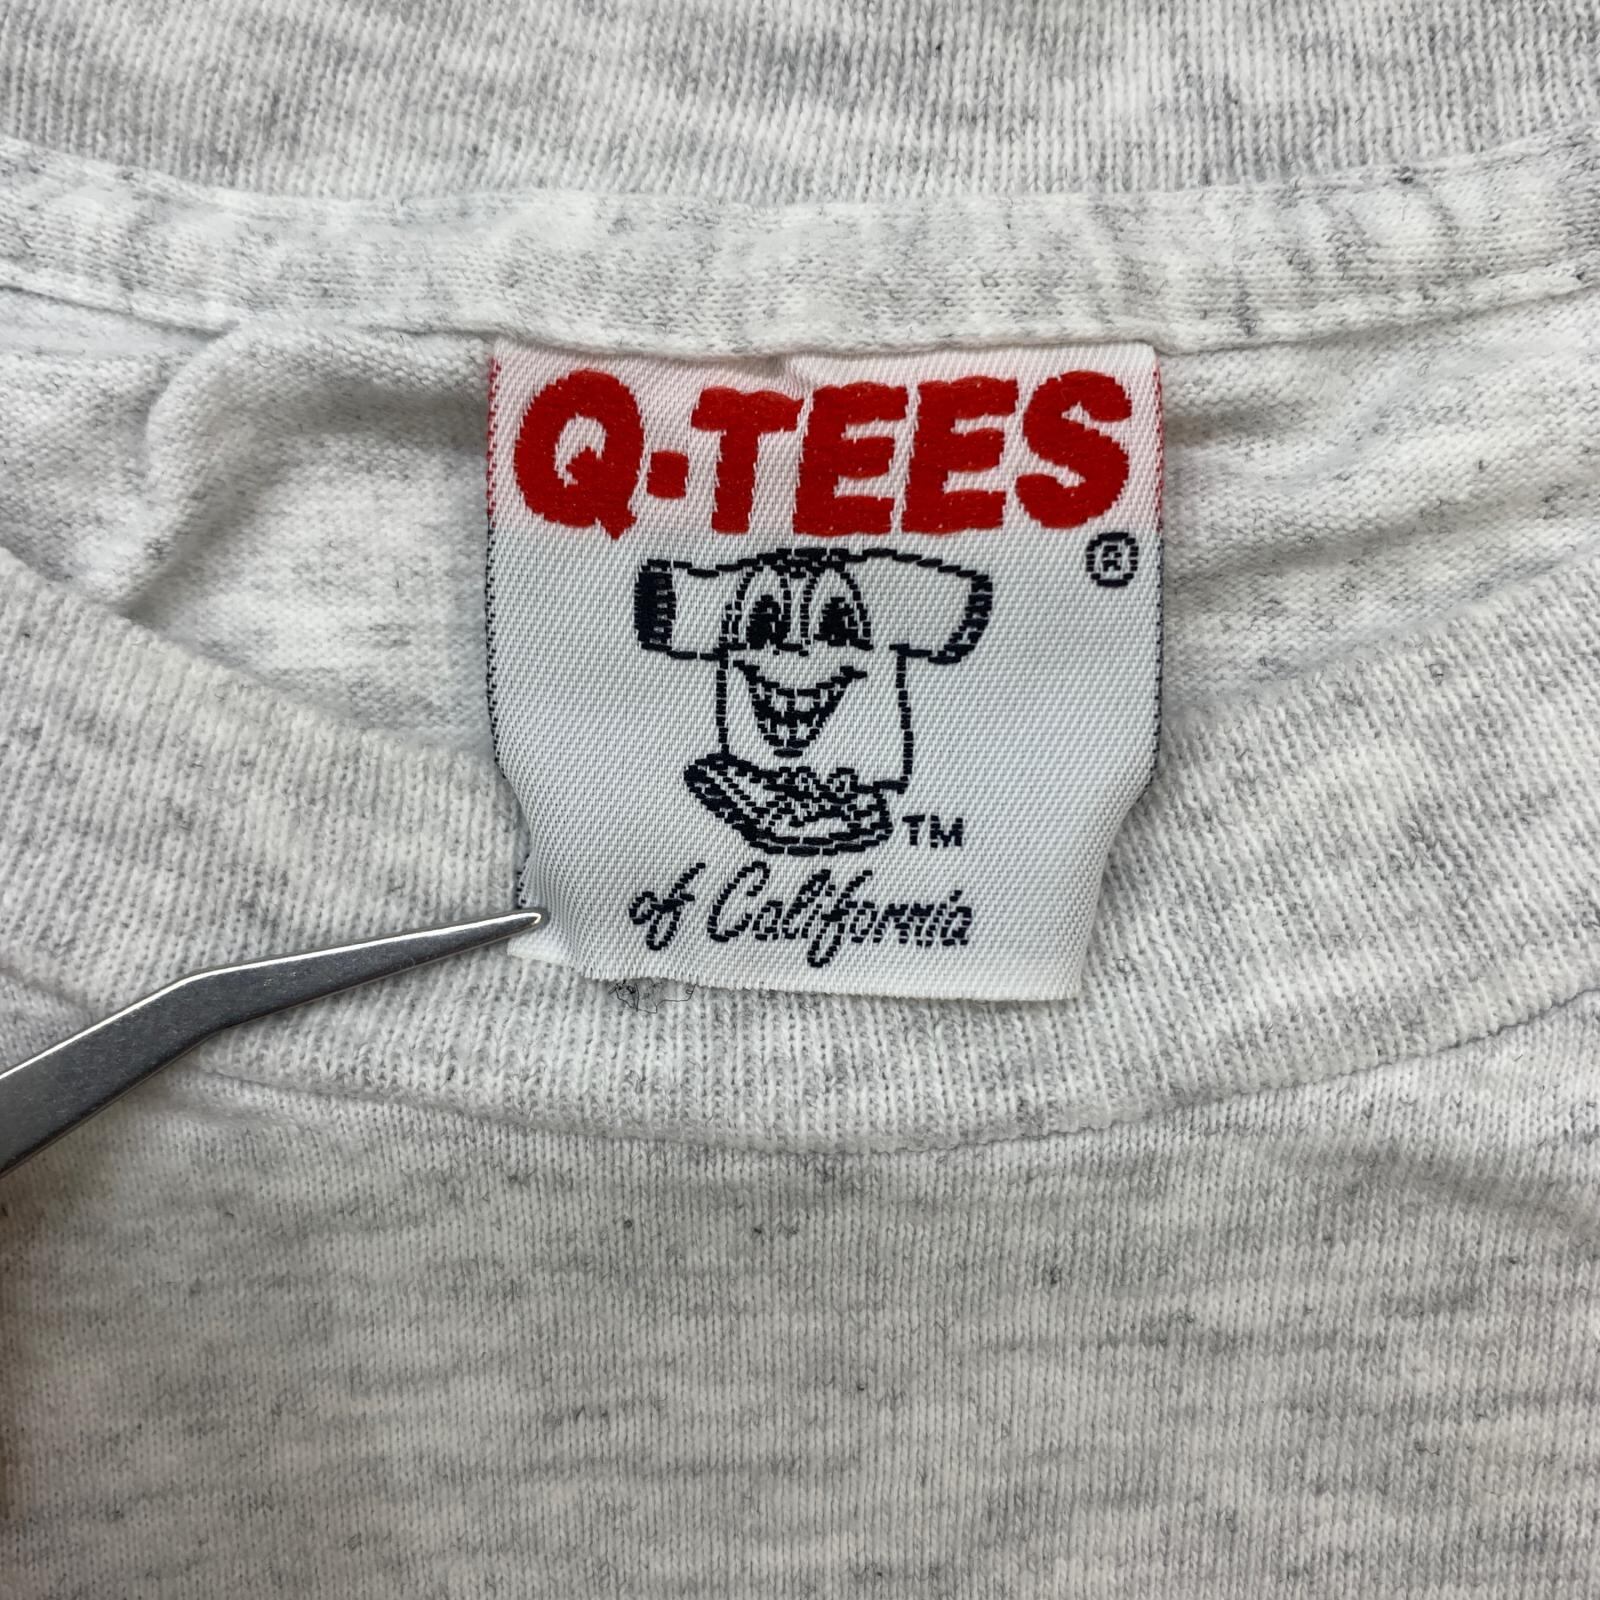 Q-TEES
®
TM
of California